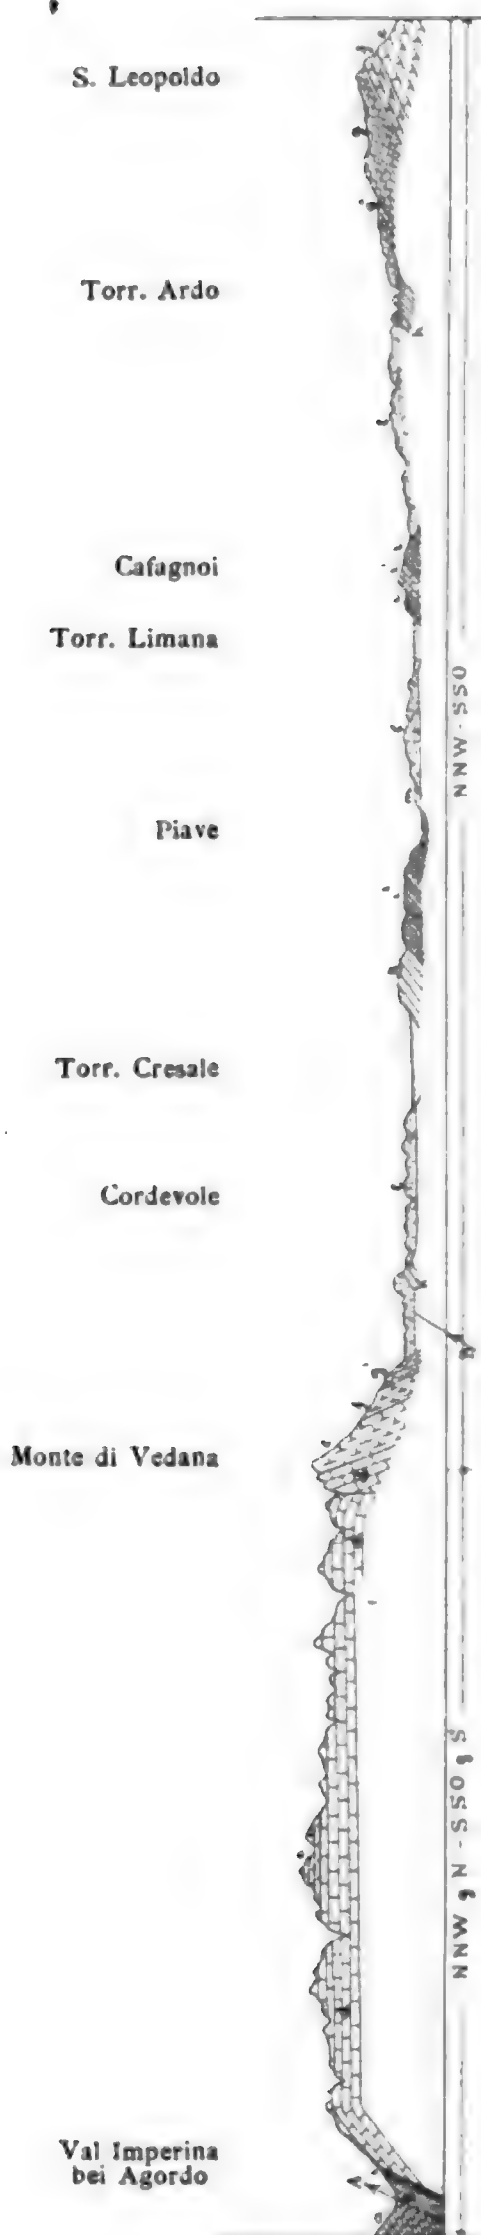 S. Leopoldo
Torr. Ardo
Cafagnoi
Torr. Limana
NNW-SSO
Piave
Torr. Cresale
Cordevole
Monte di Vedana
NNW g N - SSO g S
Val Imperina
bei Agordo